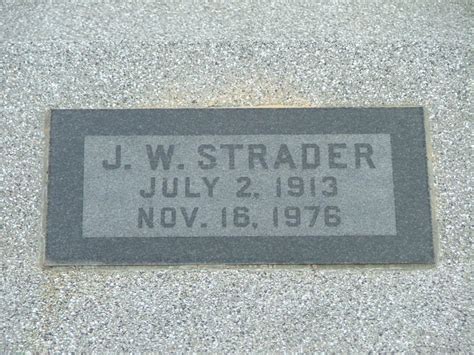 J. W. STRADER
JULY 2, 1913
NOV. 16, 1976